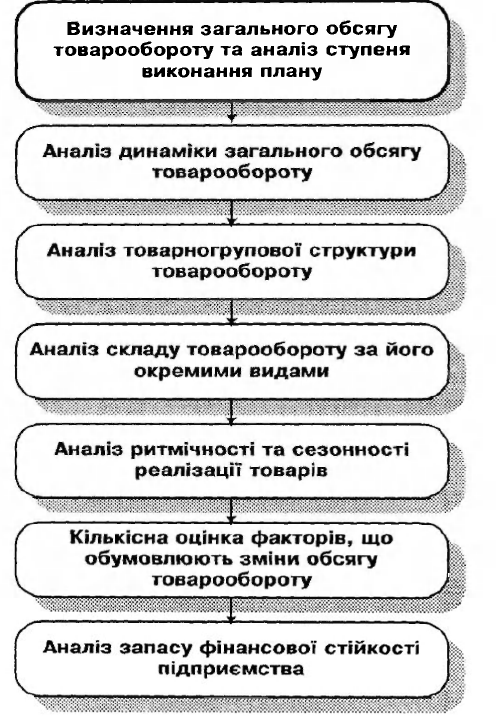 Визначення загального обсягу
товарообороту та аналіз ступеня
виконання плану
Аналіз динаміки загального обсягу
товарообороту
Аналіз товарногрупової структури
товарообороту
Аналіз складу товарообороту за його
окремими видами
Аналіз ритмічності та сезонності
реалізації товарів
Кількісна оцінка факторів, що
обумовлюють зміни обсягу
товарообороту
Аналіз запасу фінансової стійкості
підприємства